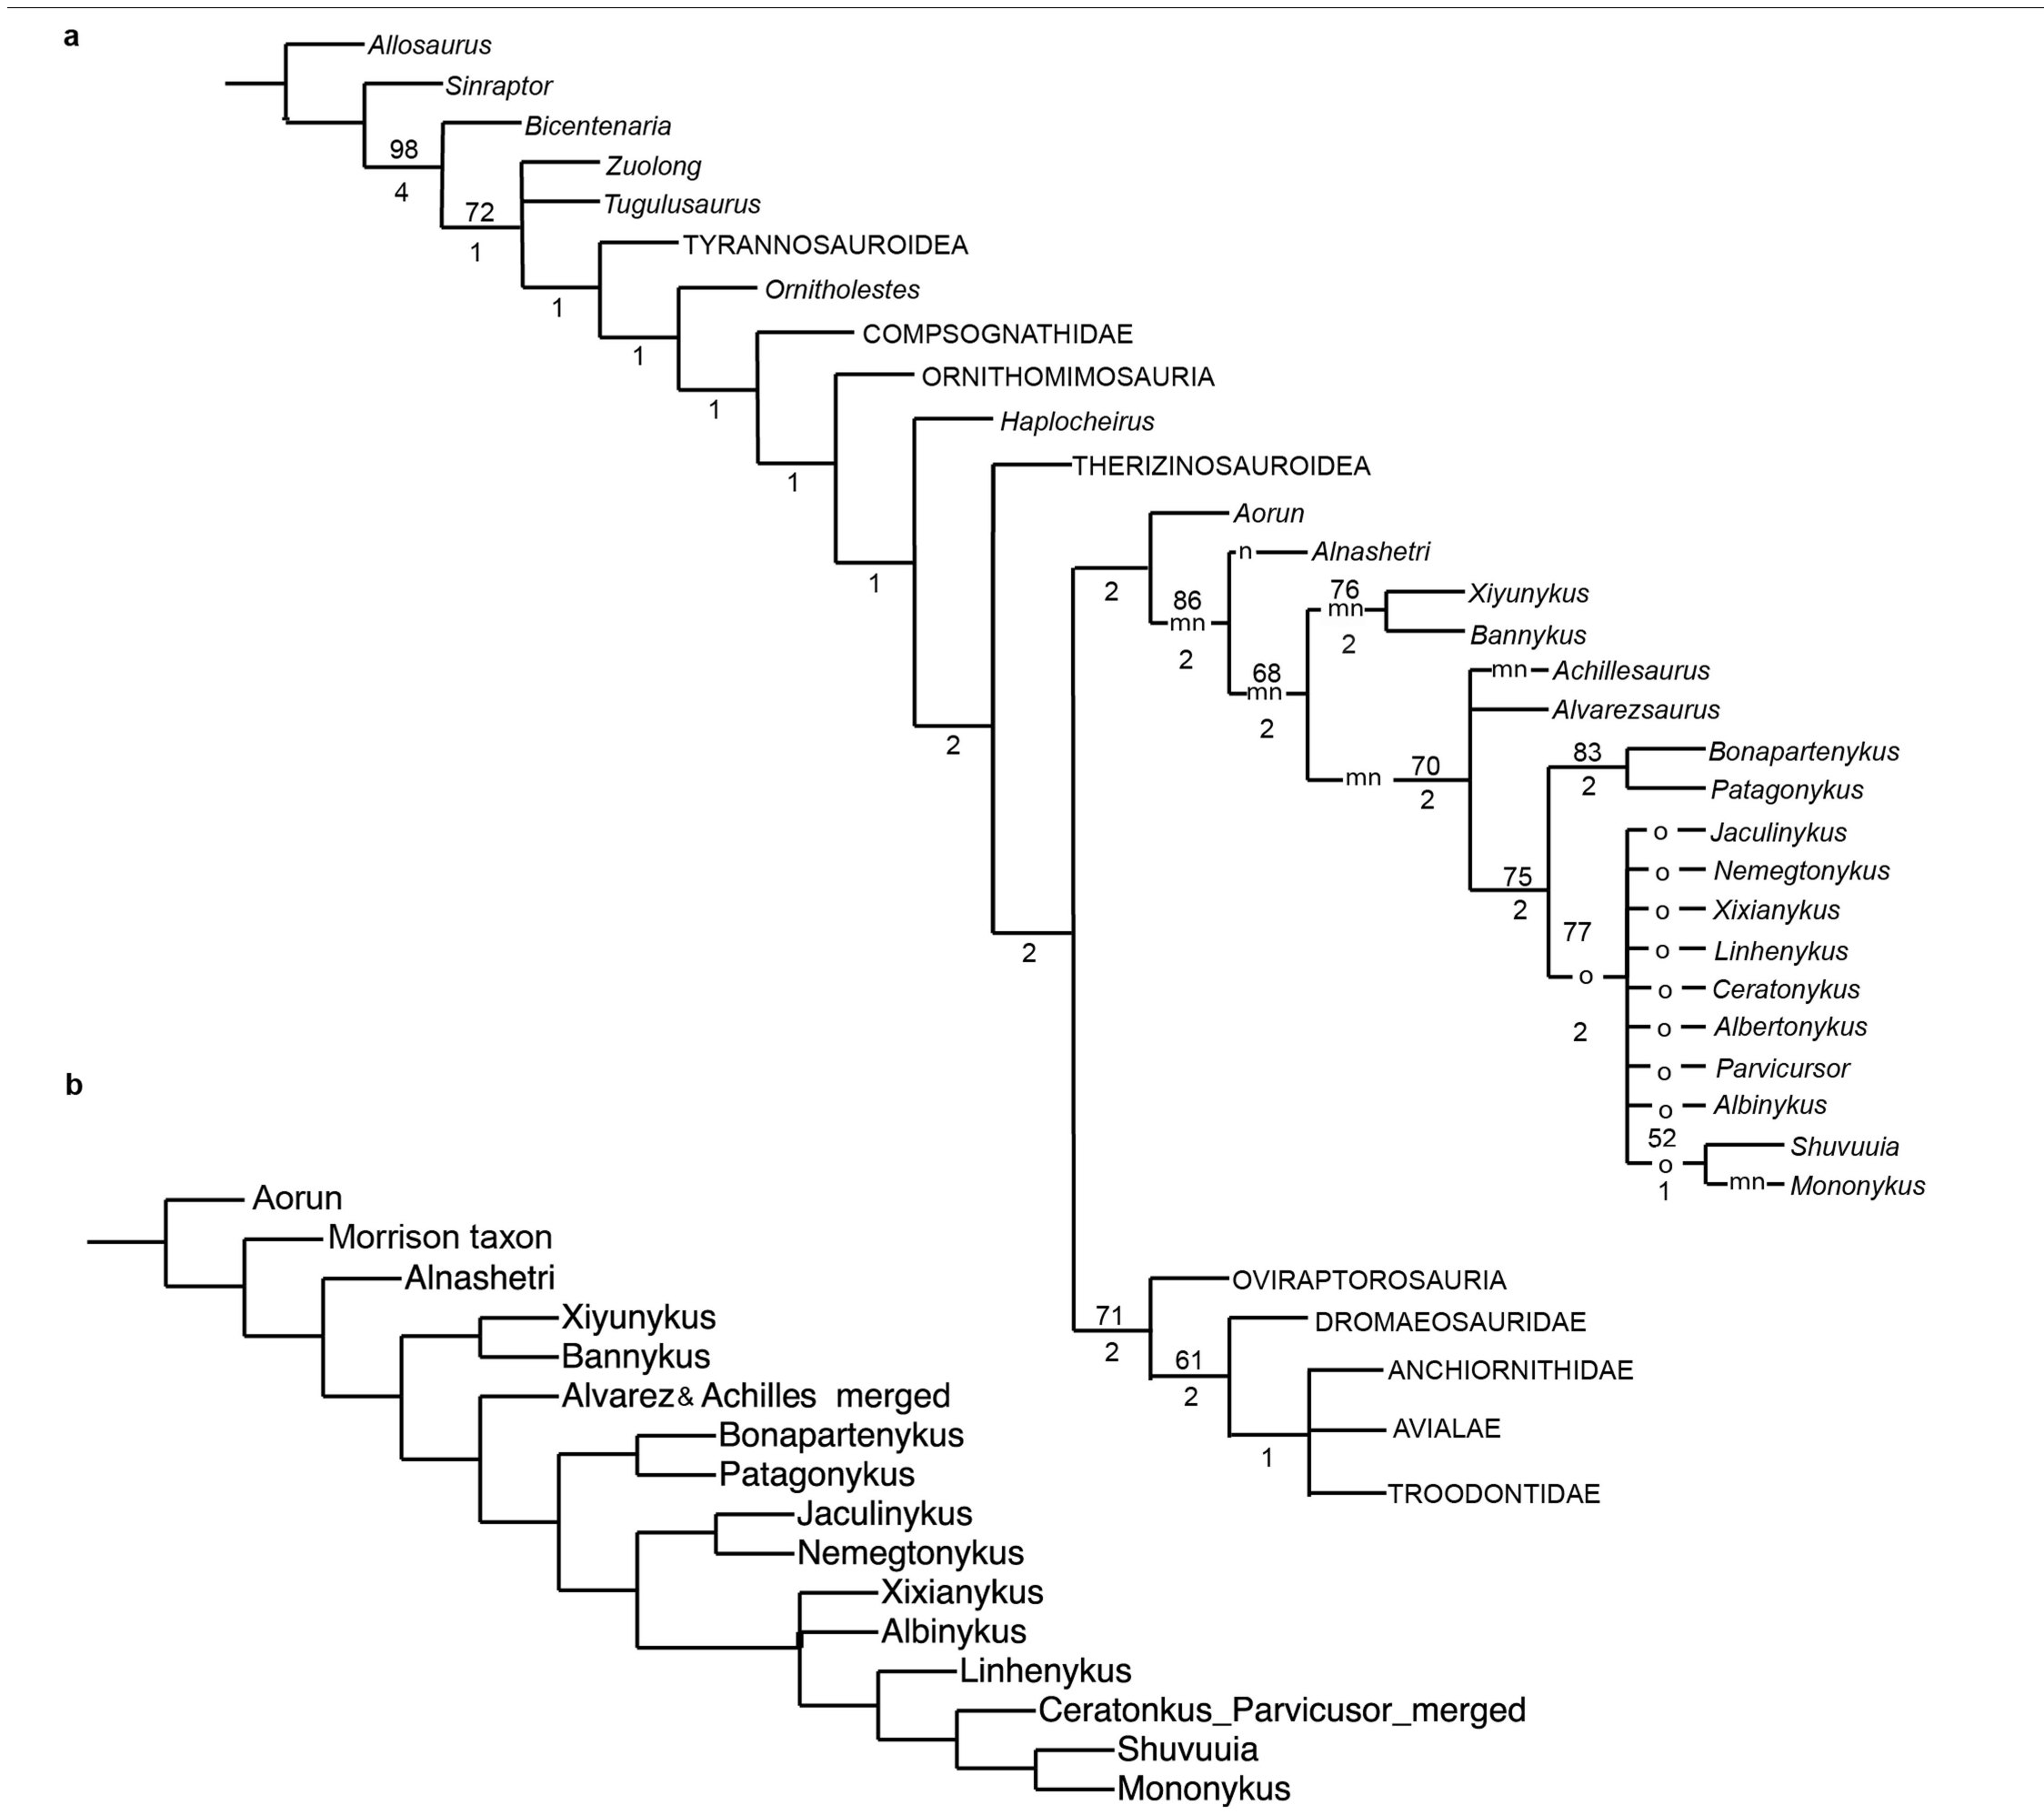 a
Allosaurus
Sinraptor
Bicentenaria
98
4
Zuolong
72
Tugulusaurus
1
TYRANNOSAUROIDEA
1
Ornitholestes
1
COMPSOGNATHIDAE
1
ORNITHOMIMOSAURIA
1
Haplocheirus
THERIZINOSAUROIDEA
1
Aorun
n Alnashetri
2
86
mn
2
76
mn
2
Xiyunykus
Bannykus
68
mn
2
mn Achillesaurus
Alvarezsaurus
2
mn
70
2
83
2
Bonapartenykus
Patagonykus
o Jaculinykus
75
2
o Nemegtonykus
o Xixianykus
77
2
o Linhenykus
o
o Ceratonykus
2
o Albertonykus
o Parvicursor
o Albinykus
52
o
1
Shuvuuia
mn Mononykus
OVIRAPTOROSAURIA
71
2
DROMAEOSAURIDAE
61
2
ANCHIORNITHIDAE
AVIALAE
1
TROODONTIDAE
b
Aorun
Morrison taxon
Alnashetri
Xiyunykus
Bannykus
Alvarez& Achilles merged
Bonapartenykus
Patagonykus
Jaculinykus
Nemegtonykus
Xixianykus
Albinykus
Linhenykus
Ceratonkus_Parvicusor_merged
Shuvuuia
Mononykus